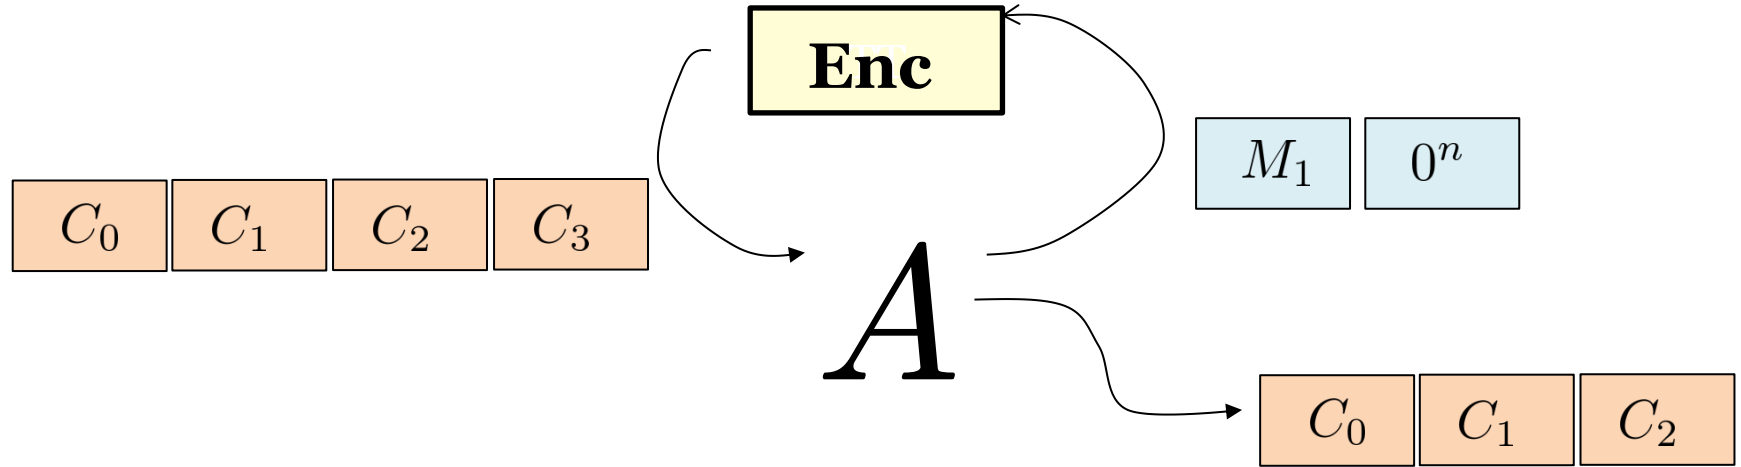 Enc
M₁ 0ⁿ
C₀ C₁ C₂ C₃
A
C₀ C₁ C₂